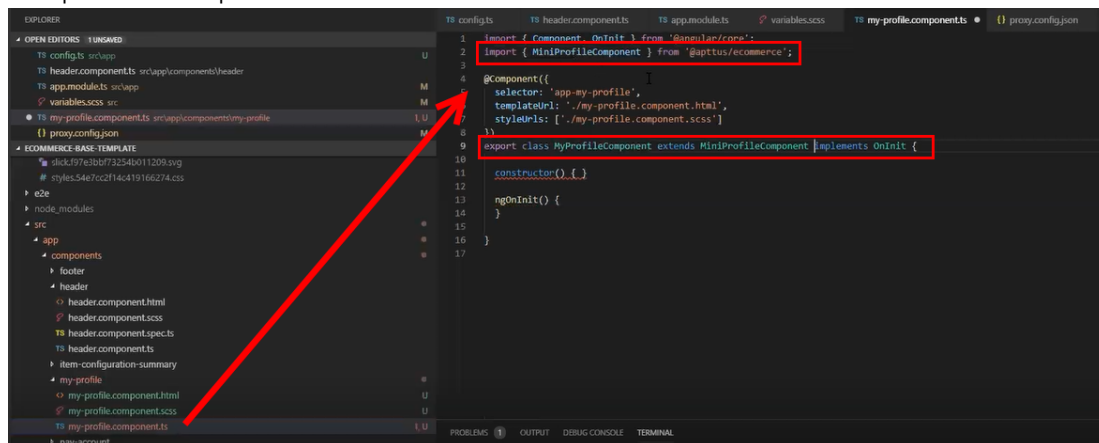 EXPLORER
OPEN EDITORS 1 UNSAVED
TS config.ts src\app U
TS header.component.ts src\app\components\header
TS app.module.ts src\app M
variables.scss src M
TS my-profile.component.ts src\app\components\my-profile 1, U
{} proxy.config.json M
ECOMMERCE-BASE-TEMPLATE
slick.f97e3bbf73254b011209.svg
# styles.54e7cc2f14c419166274.css
e2e
node_modules
src
app
components
footer
header
<> header.component.html
header.component.scss
TS header.component.spec.ts
TS header.component.ts
item-configuration-summary
my-profile
<> my-profile.component.html U
my-profile.component.scss U
TS my-profile.component.ts 1, U
nav-account
TS config.ts TS header.component.ts TS app.module.ts variables.scss TS my-profile.component.ts {} proxy.config.json
1 import { Component, OnInit } from '@angular/core';
2 import { MiniProfileComponent } from '@apttus/ecommerce';
3
4 @Component({
5 selector: 'app-my-profile',
templateUrl: './my-profile.component.html',
7 styleUrls: ['./my-profile.component.scss']
8 })
9 export class MyProfileComponent extends MiniProfileComponent implements OnInit {
10
11 constructor() { }
12
13 ngOnInit() {
14 }
15
16 }
17
PROBLEMS 1 OUTPUT DEBUG CONSOLE TERMINAL